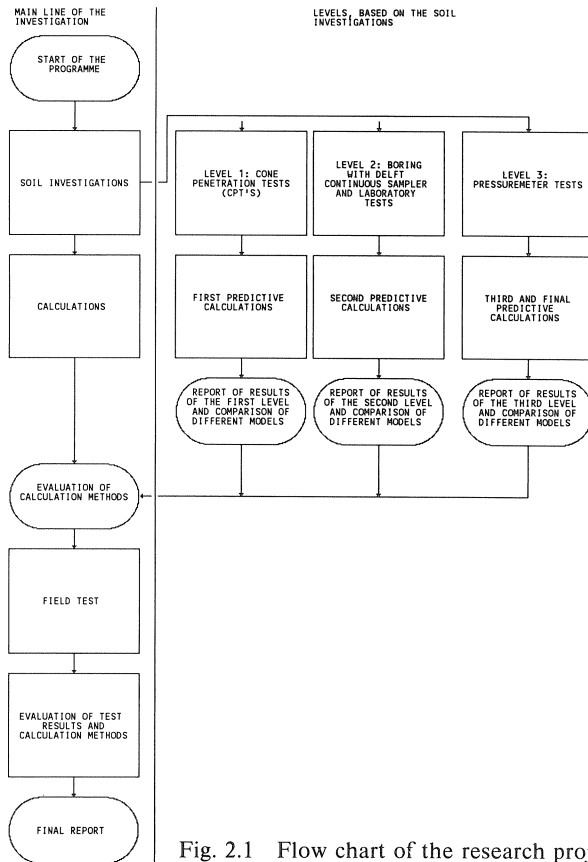 MAIN LINE OF THE
INVESTIGATION
LEVELS, BASED ON THE SOIL
INVESTIGATIONS
START OF THE
PROGRAMME
SOIL INVESTIGATIONS
LEVEL 1: CONE
PENETRATION TESTS
(CPT'S)
LEVEL 2: BORING
WITH DELFT
CONTINUOUS SAMPLER
AND LABORATORY
TESTS
LEVEL 3:
PRESSUREMETER TESTS
CALCULATIONS
FIRST PREDICTIVE
CALCULATIONS
SECOND PREDICTIVE
CALCULATIONS
THIRD AND FINAL
PREDICTIVE
CALCULATIONS
REPORT OF RESULTS
OF THE FIRST LEVEL
AND COMPARISON OF
DIFFERENT MODELS
REPORT OF RESULTS
OF THE SECOND LEVEL
AND COMPARISON OF
DIFFERENT MODELS
REPORT OF RESULTS
OF THE THIRD LEVEL
AND COMPARISON OF
DIFFERENT MODELS
EVALUATION OF
CALCULATION METHODS
FIELD TEST
EVALUATION OF TEST
RESULTS AND
CALCULATION METHODS
FINAL REPORT
Fig. 2.1 Flow chart of the research pro